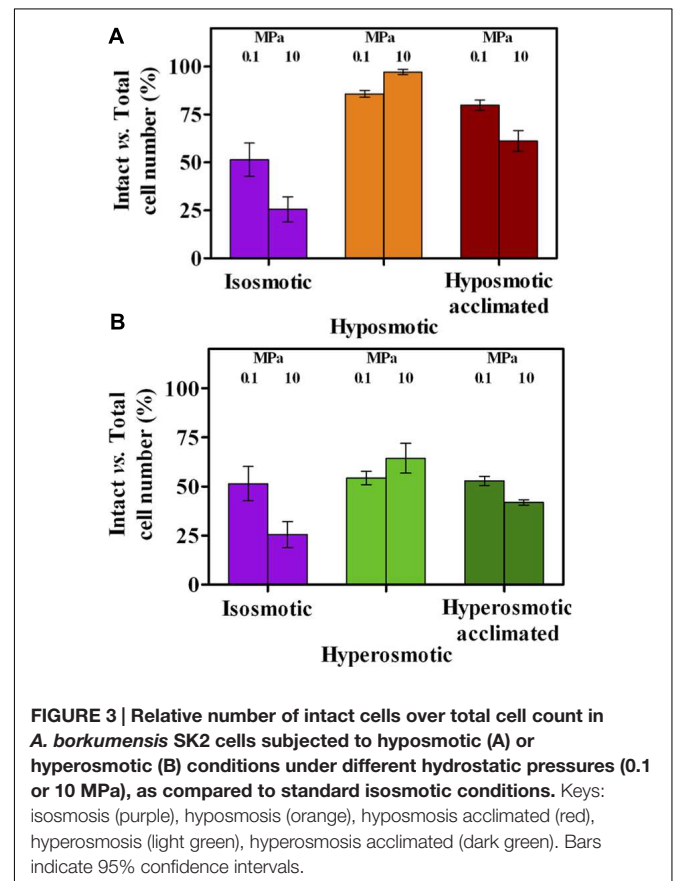 A
MPa MPa MPa
0.1 10 0.1 10 0.1 10
Intact vs. Total
cell number (%)
100
75
50
25
0
Isosmotic
Hyposmotic
Hyposmotic
acclimated
B
MPa MPa MPa
0.1 10 0.1 10 0.1 10
Intact vs. Total
cell number (%)
100
75
50
25
0
Isosmotic
Hyperosmotic
Hyperosmotic
acclimated
FIGURE 3 | Relative number of intact cells over total cell count in
A. borkumensis SK2 cells subjected to hyposmotic (A) or
hyperosmotic (B) conditions under different hydrostatic pressures (0.1
or 10 MPa), as compared to standard isosmotic conditions. Keys:
isosmosis (purple), hyposmosis (orange), hyposmosis acclimated (red),
hyperosmosis (light green), hyperosmosis acclimated (dark green). Bars
indicate 95% confidence intervals.